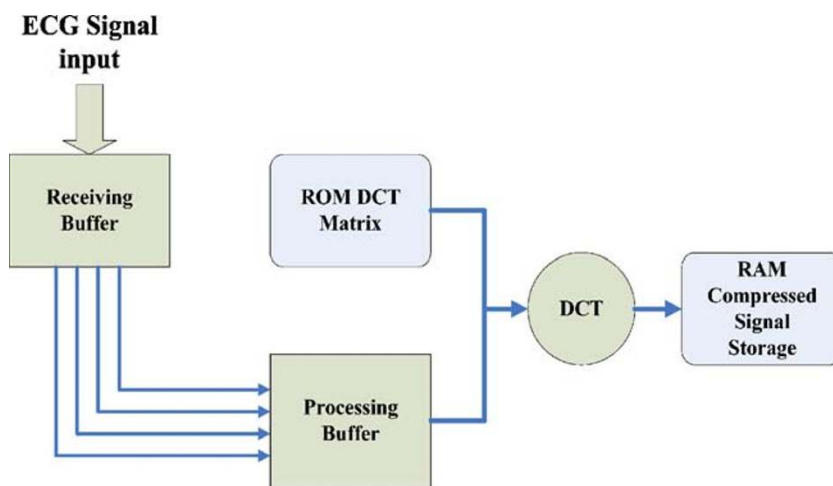 ECG Signal
input
Receiving
Buffer
ROM DCT
Matrix
DCT
RAM
Compressed
Signal
Storage
Processing
Buffer